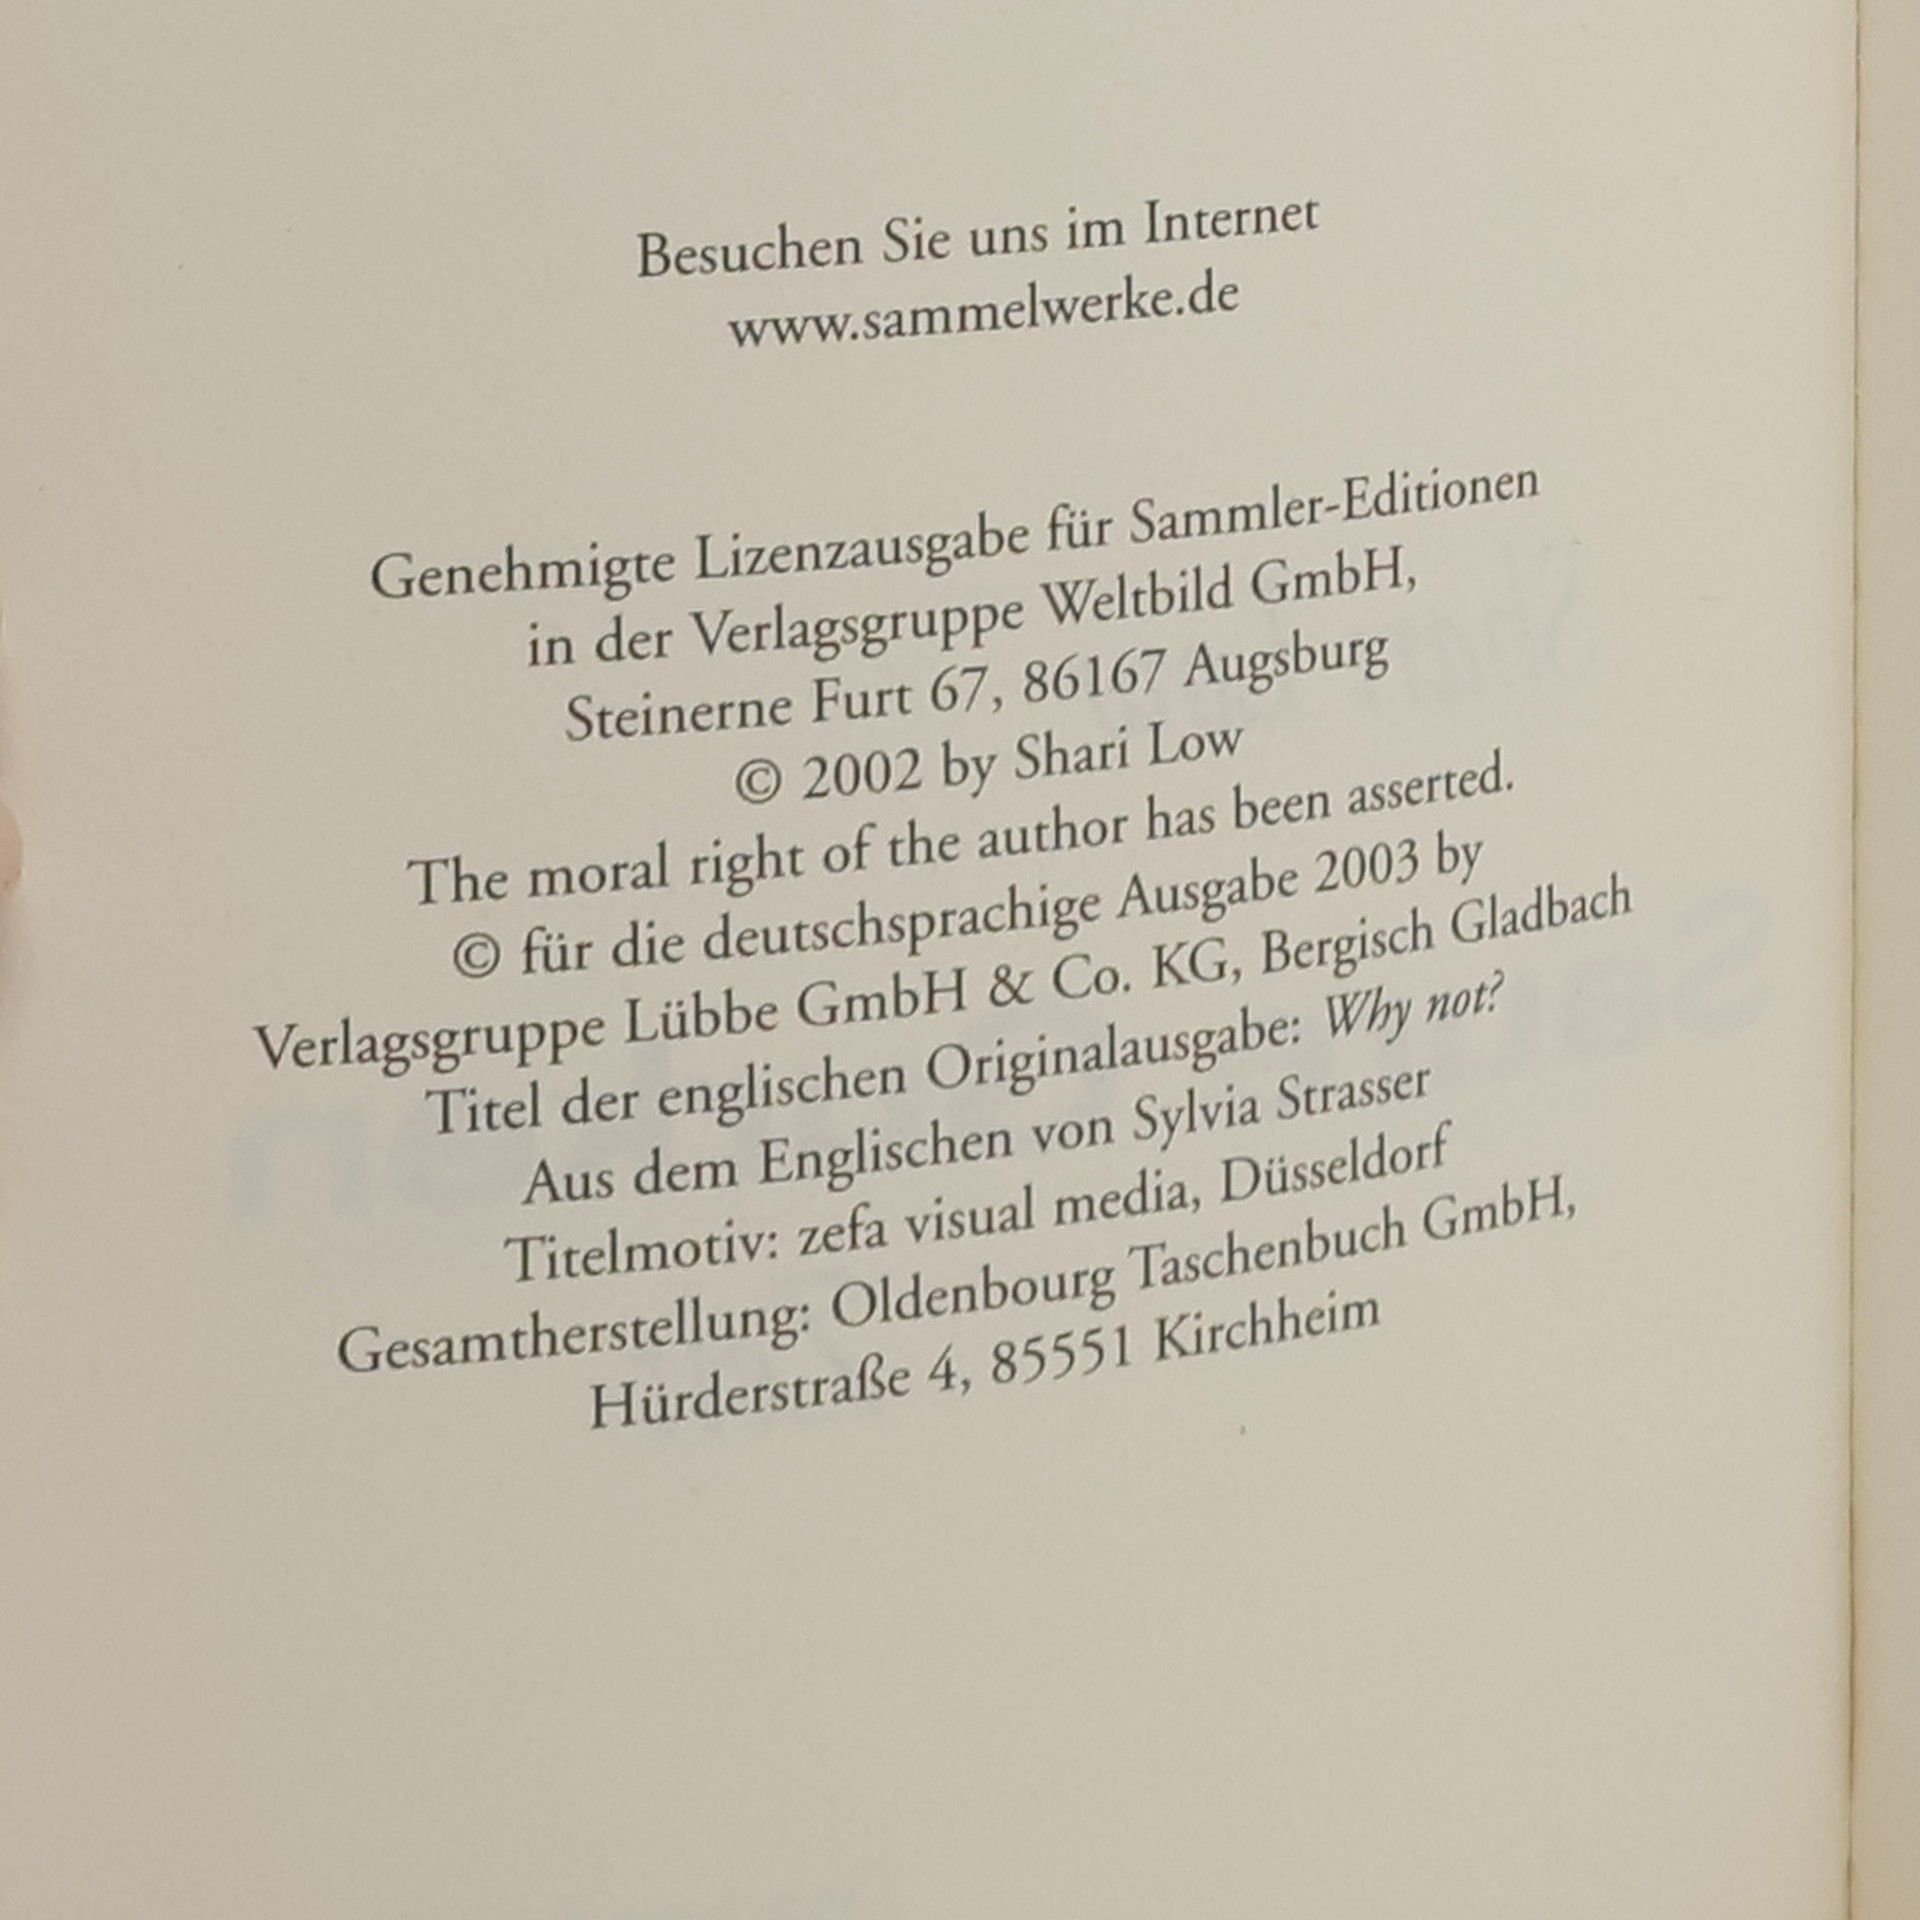 Besuchen Sie uns im Internet
www.sammelwerke.de
Genehmigte Lizenzausgabe für Sammler-Editionen
in der Verlagsgruppe Weltbild GmbH,
Steinerne Furt 67, 86167 Augsburg
© 2002 by Shari Low
The moral right of the author has been asserted.
© für die deutschsprachige Ausgabe 2003 by
Verlagsgruppe Lübbe GmbH & Co. KG, Bergisch Gladbach
Titel der englischen Originalausgabe: Why not?
Aus dem Englischen von Sylvia Strasser
Titelmotiv: zefa visual media, Düsseldorf
Gesamtherstellung: Oldenbourg Taschenbuch GmbH,
Hürderstraße 4, 85551 Kirchheim